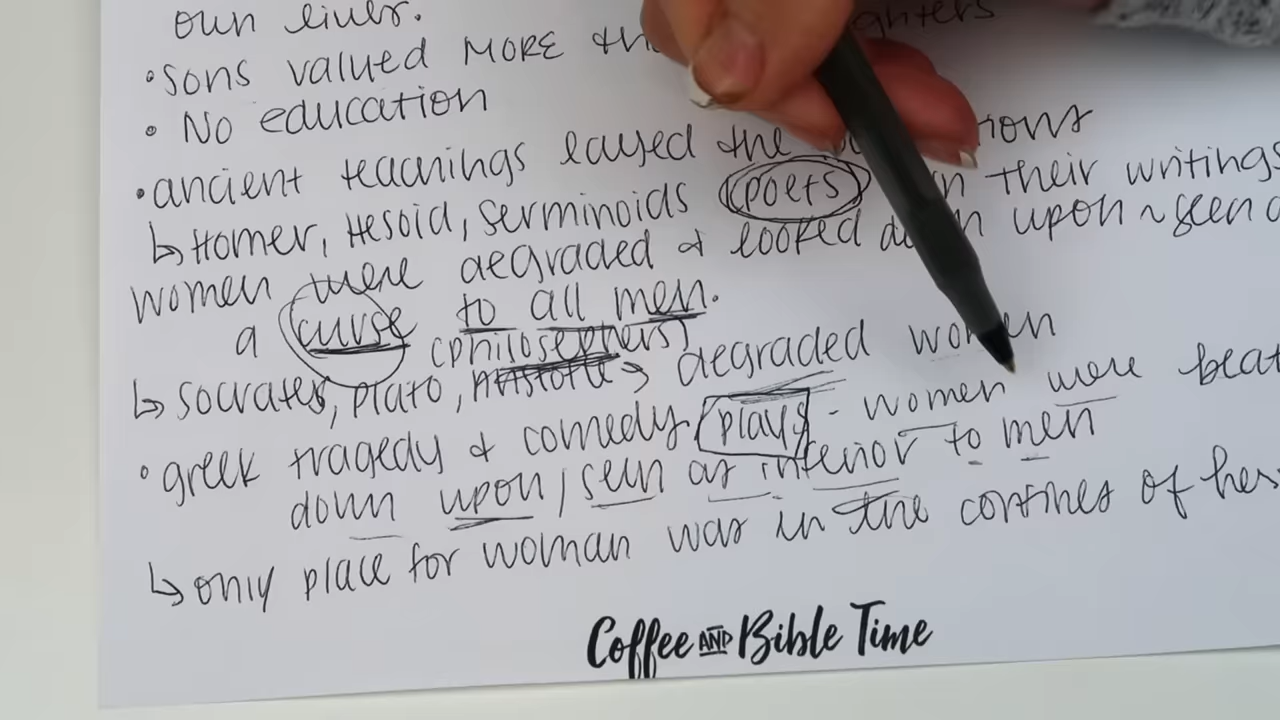 own lives.
• sons valued MORE
• No education
• ancient teachings layed the
↳ Homer, Hesoid, serminoids (poets) in their writings
women were degraded & looked down upon ~ seen
a curse to all men.
(philosophers)
↳ socrates, plato, Aristotle → degraded women
• greek tragedy & comedy plays - women were beat
down upon / seen as inferior to men
↳ only place for woman was in the confines of her
Coffee AND Bible Time